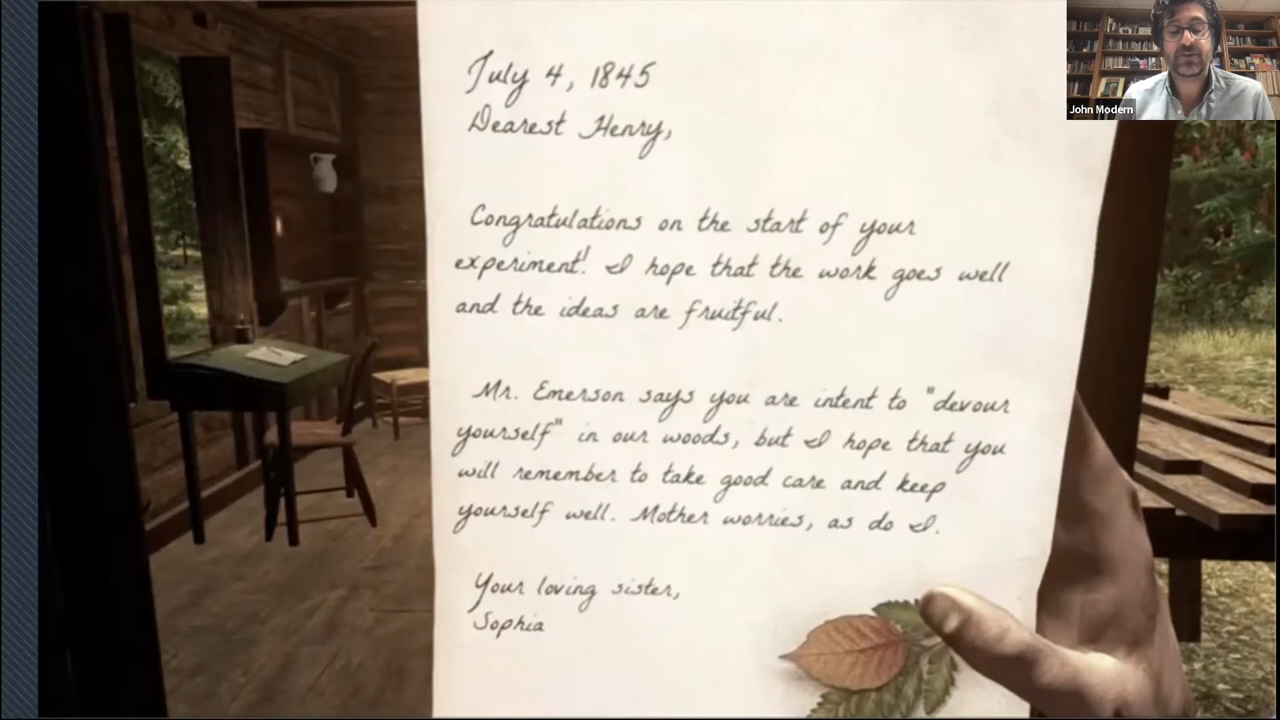 July 4, 1845
Dearest Henry,
Congratulations on the start of your
experiment! I hope that the work goes well
and the ideas are fruitful.
Mr. Emerson says you are intent to "devour
yourself" in our woods, but I hope that you
will remember to take good care and keep
yourself well. Mother worries, as do I.
Your loving sister,
Sophia
John Modern